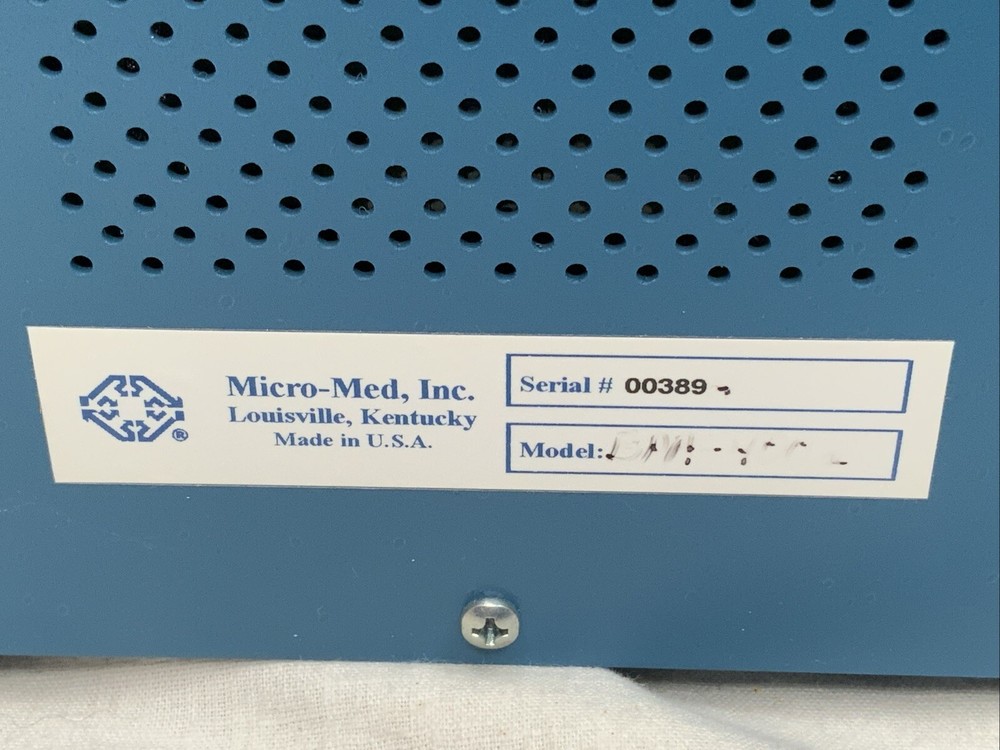 Micro-Med, Inc.
Louisville, Kentucky
Made in U.S.A.
®
Serial # 00389
Model: